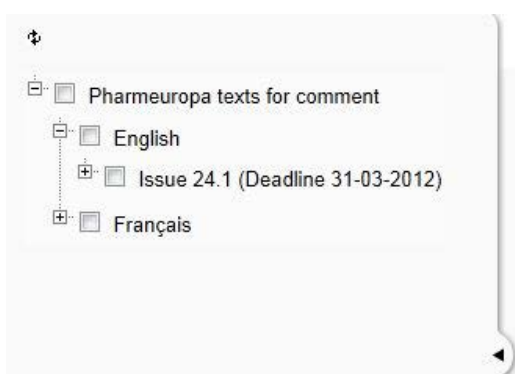 Pharmeuropa texts for comment
English
Issue 24.1 (Deadline 31-03-2012)
Français